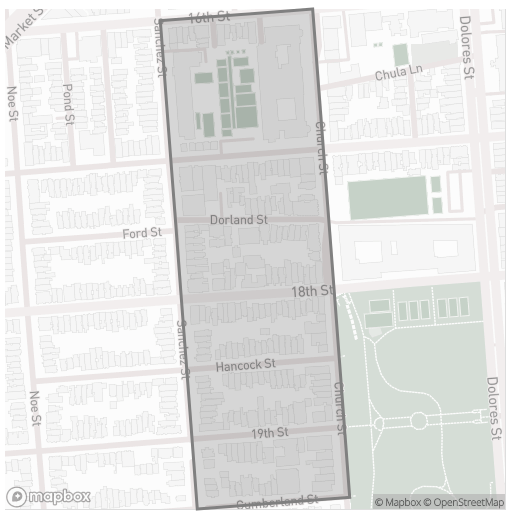 16th St
Market S
Sanchez St
Dolores St
Chula Ln
Noe St
Pond St
Church St
Dorland St
Ford St
18th St
Sanchez St
Hancock St
Noe St
Church St
Dolores St
19th St
Cumberland St
mapbox
© Mapbox © OpenStreetMap